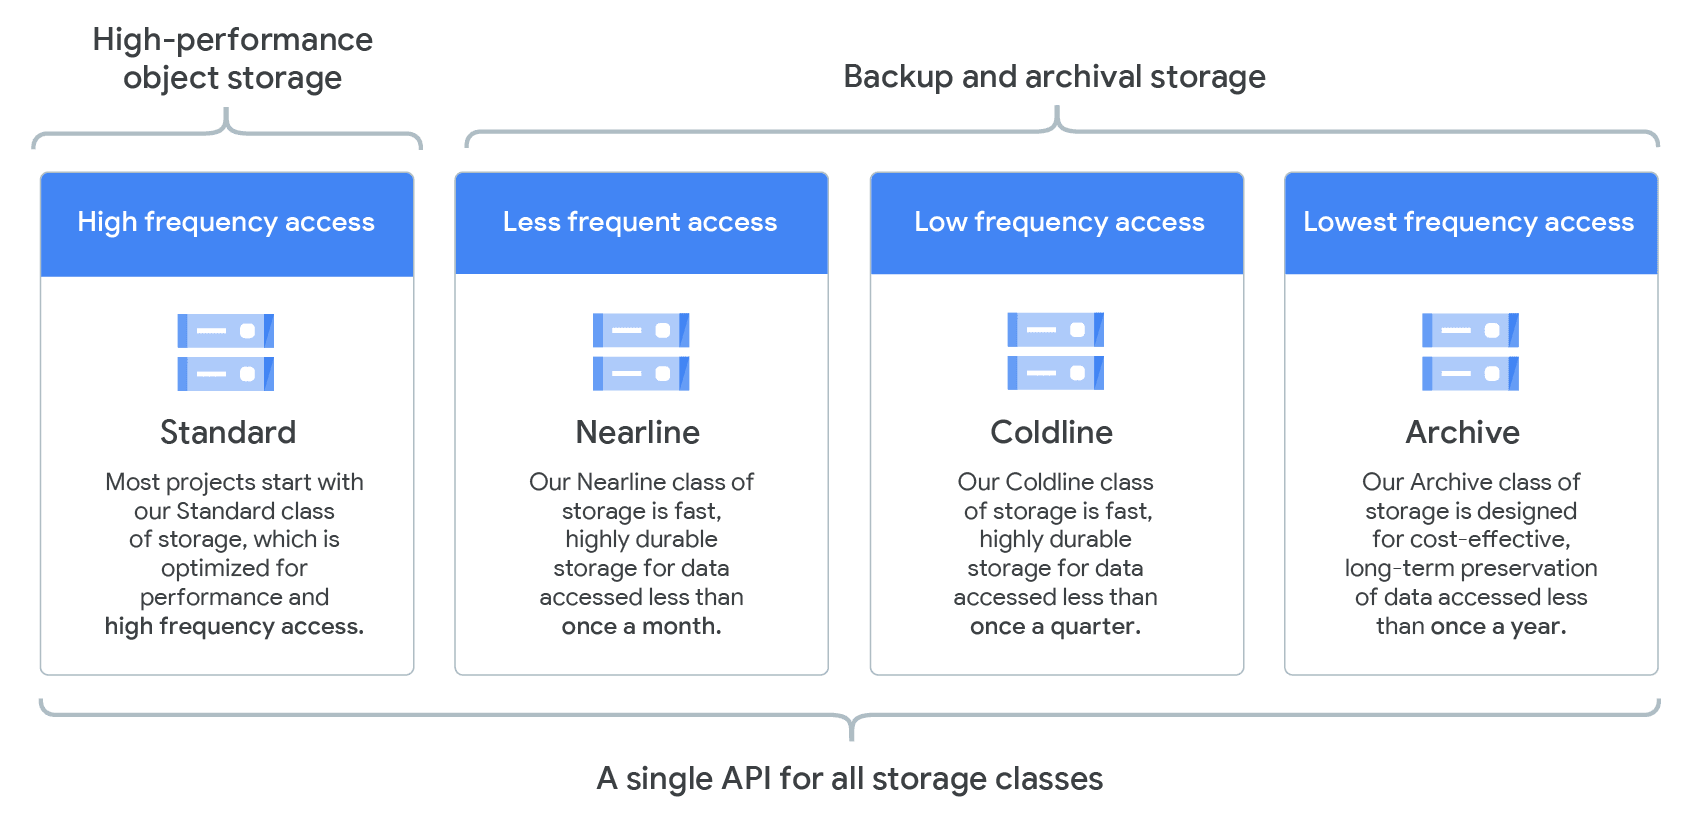 High-performance
object storage
Backup and archival storage
High frequency access
Standard
Most projects start with
our Standard class
of storage, which is
optimized for
performance and
high frequency access.
Less frequent access
Nearline
Our Nearline class of
storage is fast,
highly durable
storage for data
accessed less than
once a month.
Low frequency access
Coldline
Our Coldline class
of storage is fast,
highly durable
storage for data
accessed less than
once a quarter.
Lowest frequency access
Archive
Our Archive class of
storage is designed
for cost-effective,
long-term preservation
of data accessed less
than once a year.
A single API for all storage classes